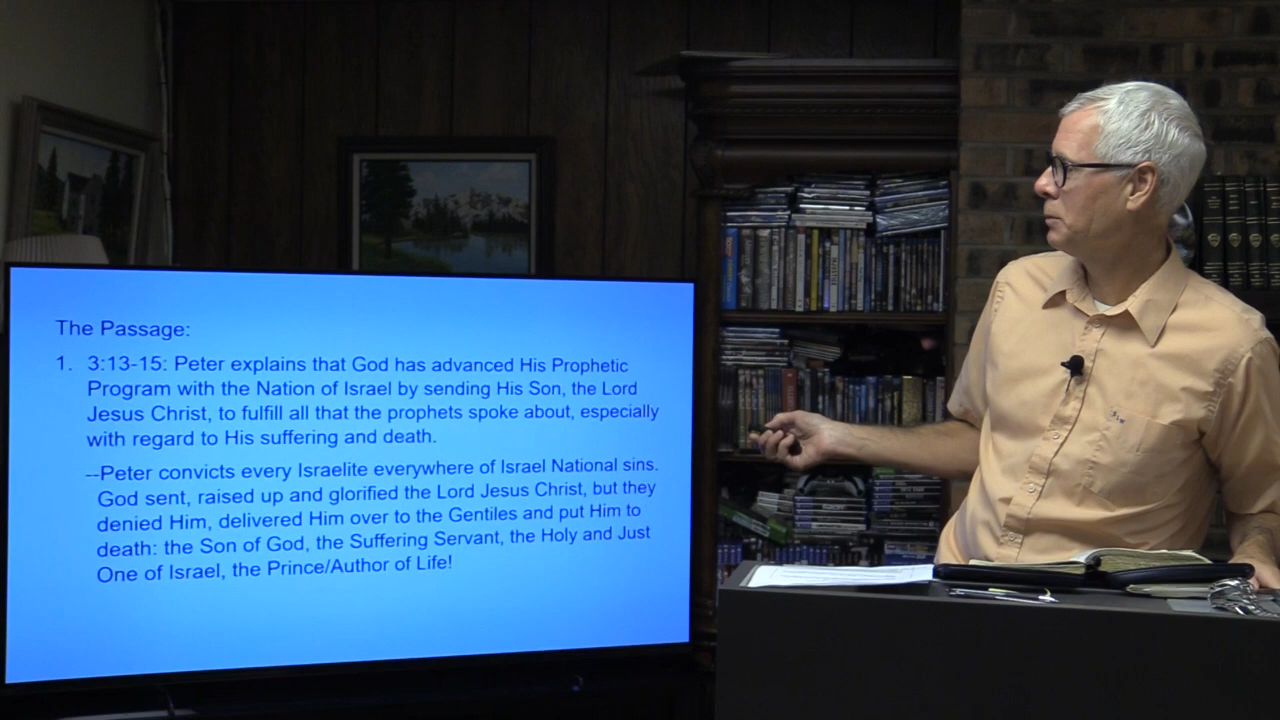 The Passage:
1. 3:13-15: Peter explains that God has advanced His Prophetic
Program with the Nation of Israel by sending His Son, the Lord
Jesus Christ, to fulfill all that the prophets spoke about, especially
with regard to His suffering and death.
--Peter convicts every Israelite everywhere of Israel National sins.
God sent, raised up and glorified the Lord Jesus Christ, but they
denied Him, delivered Him over to the Gentiles and put Him to
death: the Son of God, the Suffering Servant, the Holy and Just
One of Israel, the Prince/Author of Life!